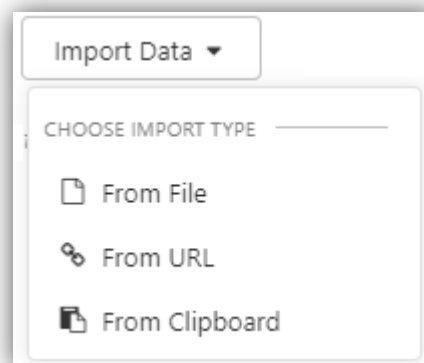 Import Data
CHOOSE IMPORT TYPE
From File
From URL
From Clipboard